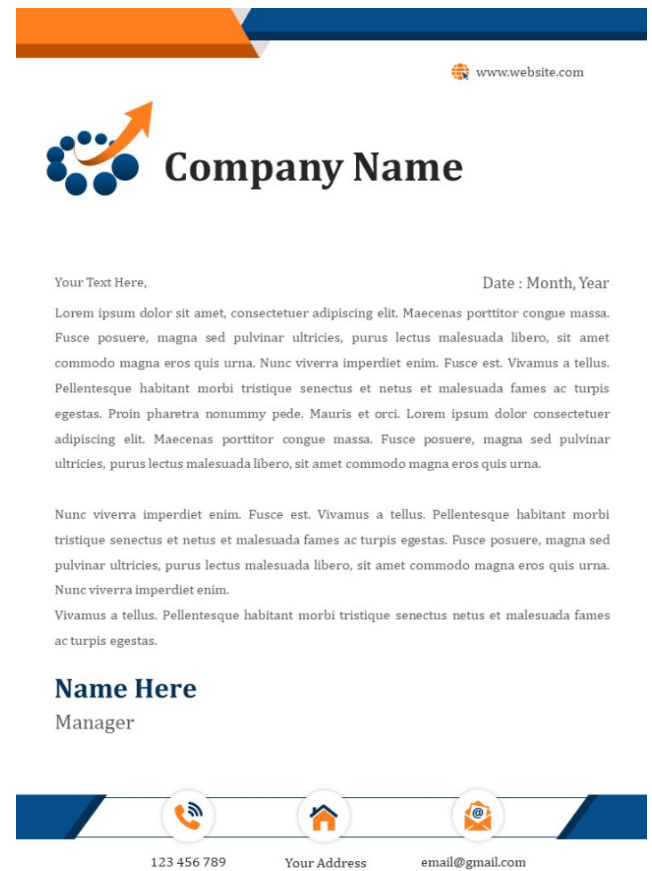 www.website.com
Company Name
Your Text Here,
Date : Month, Year
Lorem ipsum dolor sit amet, consectetuer adipiscing elit. Maecenas porttitor congue massa.
Fusce posuere, magna sed pulvinar ultricies, purus lectus malesuada libero, sit amet
commodo magna eros quis urna. Nunc viverra imperdiet enim. Fusce est. Vivamus a tellus.
Pellentesque habitant morbi tristique senectus et netus et malesuada fames ac turpis
egestas. Proin pharetra nonummy pede. Mauris et orci. Lorem ipsum dolor consectetuer
adipiscing elit. Maecenas porttitor congue massa. Fusce posuere, magna sed pulvinar
ultricies, purus lectus malesuada libero, sit amet commodo magna eros quis urna.
Nunc viverra imperdiet enim. Fusce est. Vivamus a tellus. Pellentesque habitant morbi
tristique senectus et netus et malesuada fames ac turpis egestas. Fusce posuere, magna sed
pulvinar ultricies, purus lectus malesuada libero, sit amet commodo magna eros quis urna.
Nunc viverra imperdiet enim.
Vivamus a tellus. Pellentesque habitant morbi tristique senectus netus et malesuada fames
ac turpis egestas.
Name Here
Manager
@
123 456 789
Your Address
email@gmail.com